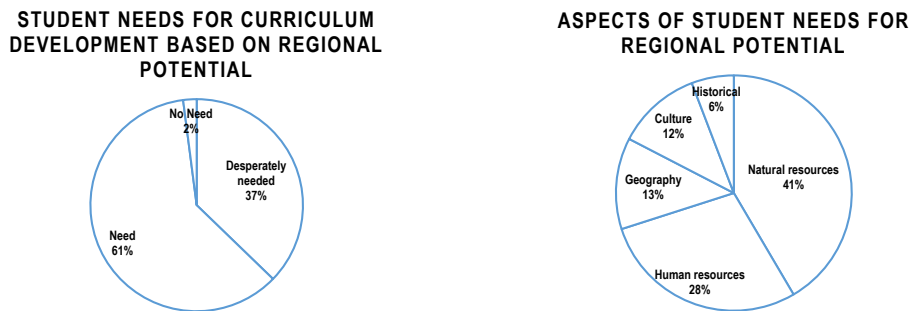 STUDENT NEEDS FOR CURRICULUM
DEVELOPMENT BASED ON REGIONAL
POTENTIAL
No Need
2%
Desperately
needed
37%
Need
61%
ASPECTS OF STUDENT NEEDS FOR
REGIONAL POTENTIAL
Historical
6%
Culture
12%
Natural resources
41%
Geography
13%
Human resources
28%